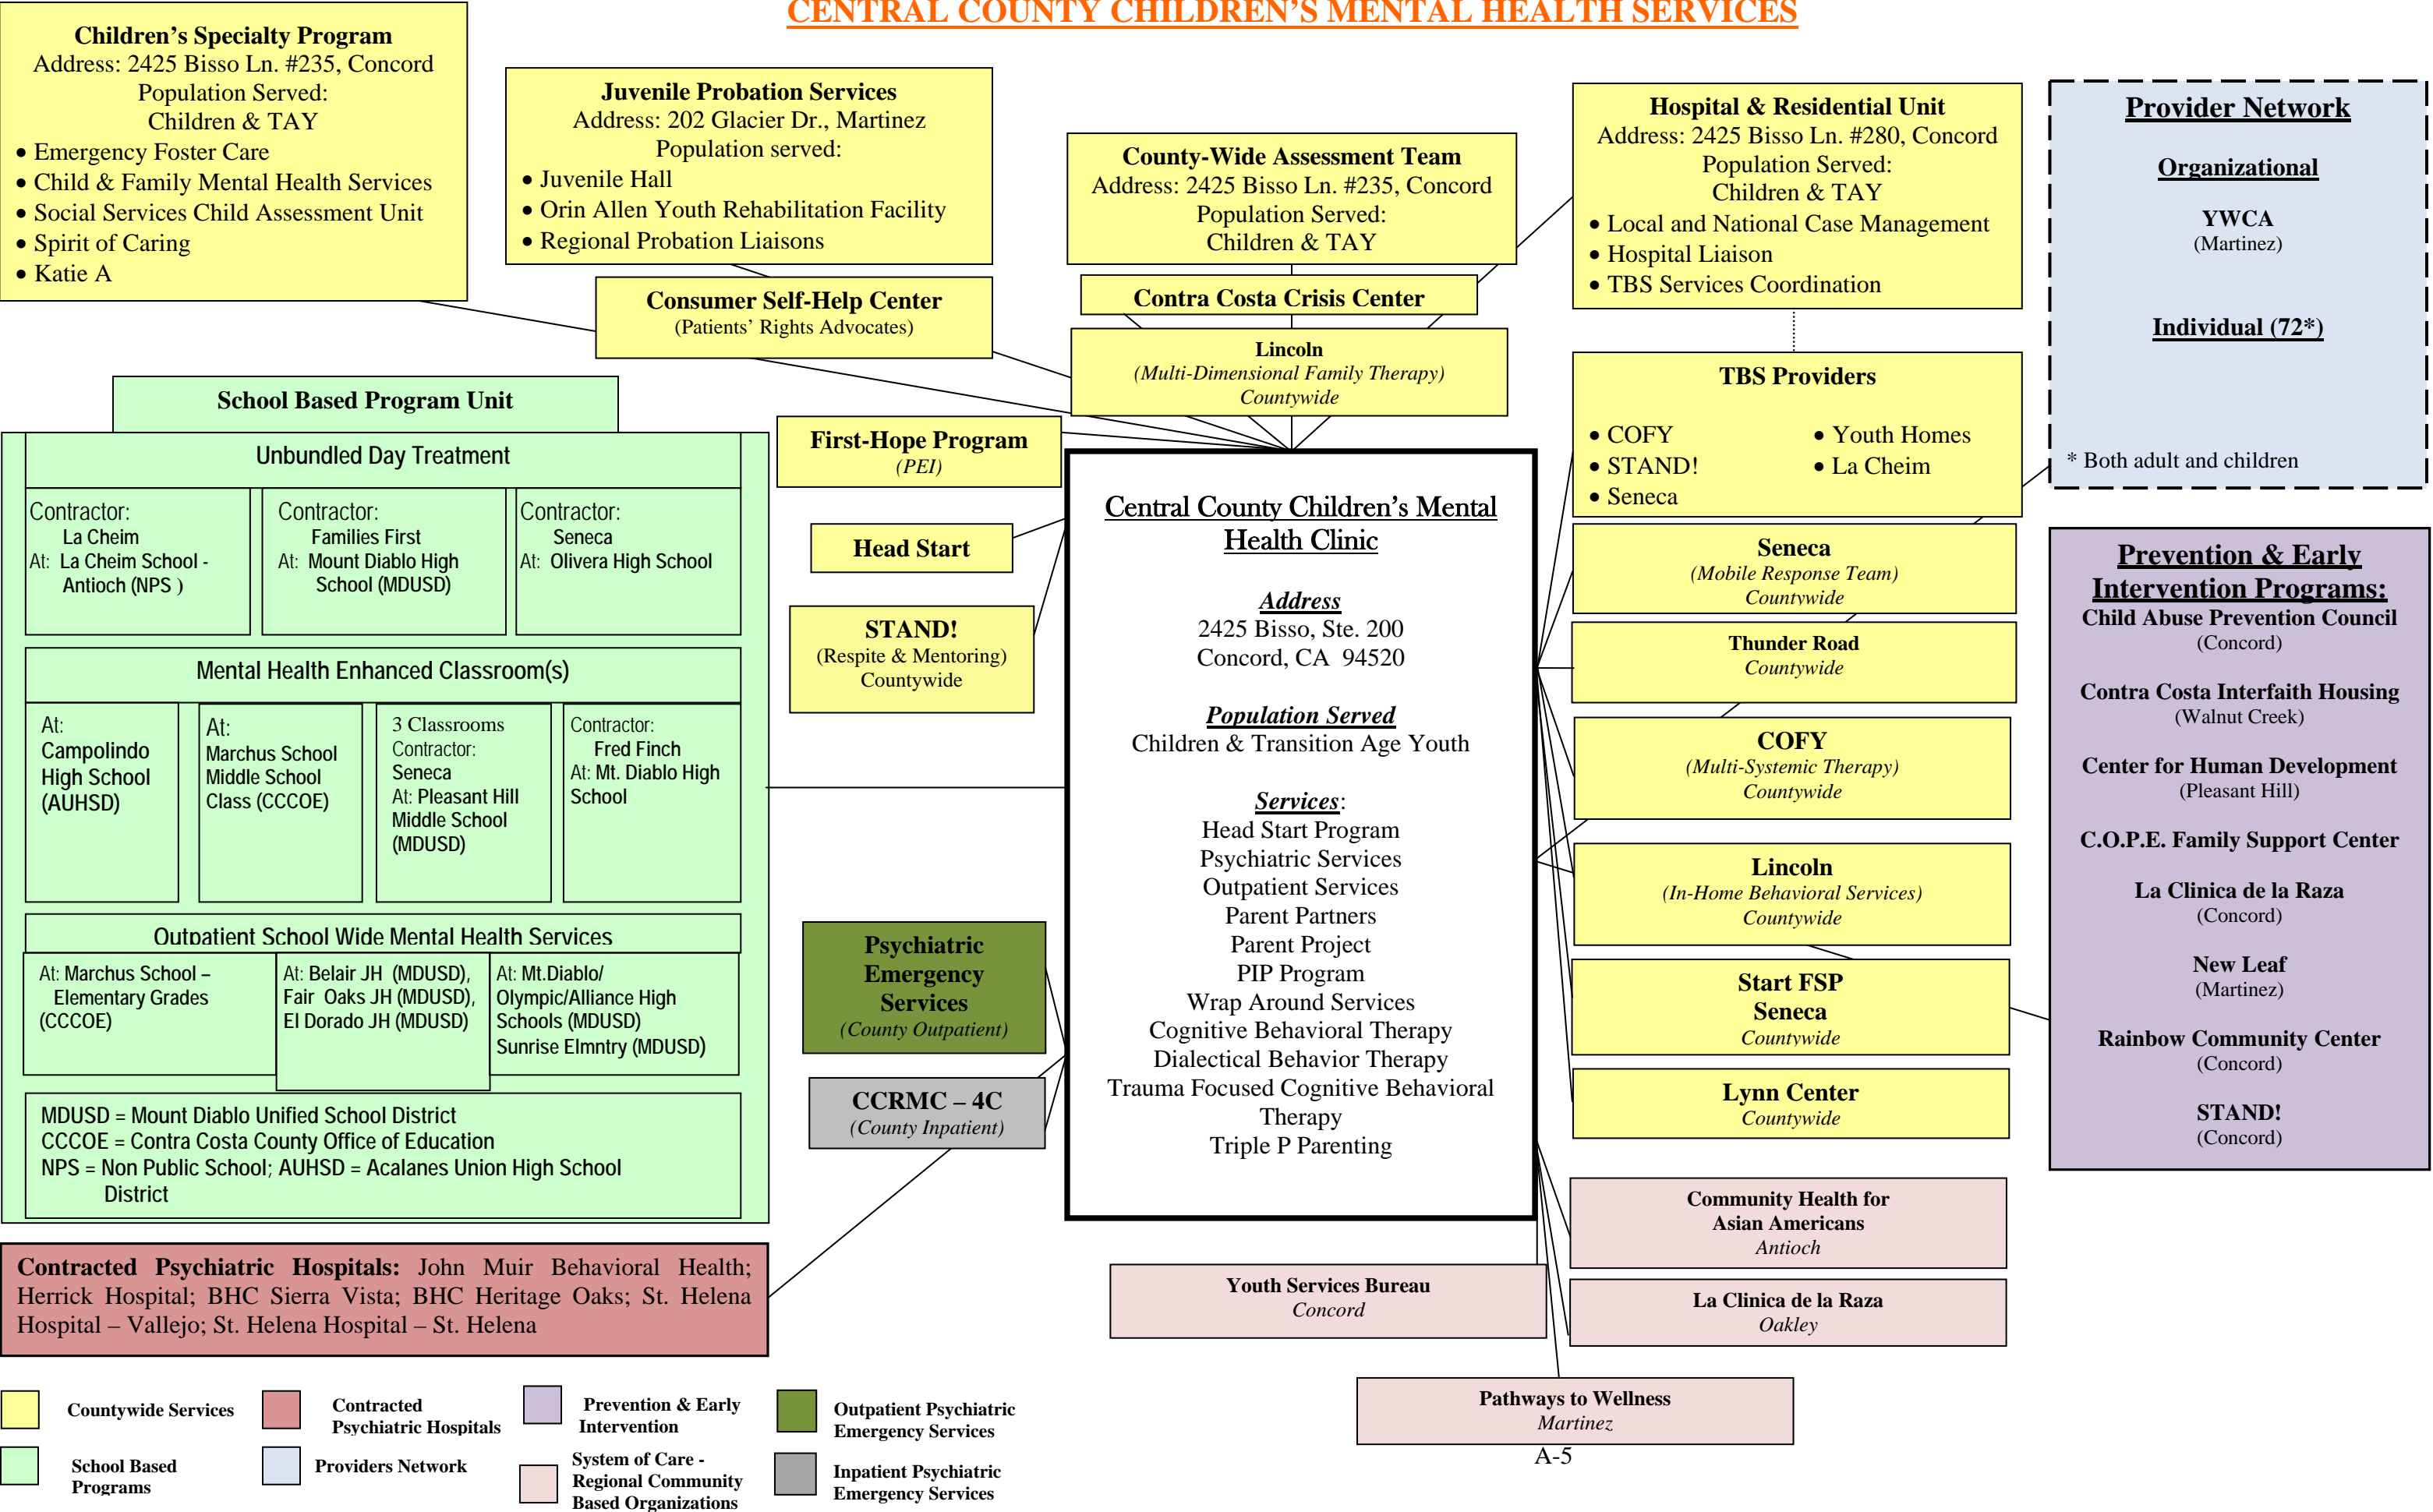 CENTRAL COUNTY CHILDREN'S MENTAL HEALTH SERVICES
Children's Specialty Program
Address: 2425 Bisso Ln. #235, Concord
Population Served:
Children & TAY
• Emergency Foster Care
• Child & Family Mental Health Services
• Social Services Child Assessment Unit
• Spirit of Caring
• Katie A
Juvenile Probation Services
Address: 202 Glacier Dr., Martinez
Population served:
• Juvenile Hall
• Orin Allen Youth Rehabilitation Facility
• Regional Probation Liaisons
Consumer Self-Help Center
(Patients' Rights Advocates)
County-Wide Assessment Team
Address: 2425 Bisso Ln. #235, Concord
Population Served:
Children & TAY
Contra Costa Crisis Center
Lincoln
(Multi-Dimensional Family Therapy)
Countywide
Hospital & Residential Unit
Address: 2425 Bisso Ln. #280, Concord
Population Served:
Children & TAY
• Local and National Case Management
• Hospital Liaison
• TBS Services Coordination
Provider Network
Organizational
YWCA
(Martinez)
Individual (72*)
* Both adult and children
TBS Providers
• COFY
• STAND!
• Seneca
• Youth Homes
• La Cheim
School Based Program Unit
Unbundled Day Treatment
Contractor:
La Cheim
At: La Cheim School -
Antioch (NPS )
Contractor:
Families First
At: Mount Diablo High
School (MDUSD)
Contractor:
Seneca
At: Olivera High School
Mental Health Enhanced Classroom(s)
At:
Campolindo
High School
(AUHSD)
At:
Marchus School
Middle School
Class (CCCOE)
3 Classrooms
Contractor:
Seneca
At: Pleasant Hill
Middle School
(MDUSD)
Contractor:
Fred Finch
At: Mt. Diablo High
School
Outpatient School Wide Mental Health Services
At: Marchus School –
Elementary Grades
(CCCOE)
At: Belair JH (MDUSD),
Fair Oaks JH (MDUSD),
El Dorado JH (MDUSD)
At: Mt.Diablo/
Olympic/Alliance High
Schools (MDUSD)
Sunrise Elmntry (MDUSD)
MDUSD = Mount Diablo Unified School District
CCCOE = Contra Costa County Office of Education
NPS = Non Public School; AUHSD = Acalanes Union High School
District
First-Hope Program
(PEI)
Head Start
STAND!
(Respite & Mentoring)
Countywide
Psychiatric
Emergency
Services
(County Outpatient)
CCRMC – 4C
(County Inpatient)
Central County Children's Mental
Health Clinic
Address
2425 Bisso, Ste. 200
Concord, CA 94520
Population Served
Children & Transition Age Youth
Services:
Head Start Program
Psychiatric Services
Outpatient Services
Parent Partners
Parent Project
PIP Program
Wrap Around Services
Cognitive Behavioral Therapy
Dialectical Behavior Therapy
Trauma Focused Cognitive Behavioral
Therapy
Triple P Parenting
Seneca
(Mobile Response Team)
Countywide
Thunder Road
Countywide
COFY
(Multi-Systemic Therapy)
Countywide
Lincoln
(In-Home Behavioral Services)
Countywide
Start FSP
Seneca
Countywide
Lynn Center
Countywide
Prevention & Early
Intervention Programs:
Child Abuse Prevention Council
(Concord)
Contra Costa Interfaith Housing
(Walnut Creek)
Center for Human Development
(Pleasant Hill)
C.O.P.E. Family Support Center
La Clinica de la Raza
(Concord)
New Leaf
(Martinez)
Rainbow Community Center
(Concord)
STAND!
(Concord)
Community Health for
Asian Americans
Antioch
La Clinica de la Raza
Oakley
Youth Services Bureau
Concord
Pathways to Wellness
Martinez
Contracted Psychiatric Hospitals: John Muir Behavioral Health;
Herrick Hospital; BHC Sierra Vista; BHC Heritage Oaks; St. Helena
Hospital – Vallejo; St. Helena Hospital – St. Helena
Countywide Services
Contracted
Psychiatric Hospitals
Prevention & Early
Intervention
Outpatient Psychiatric
Emergency Services
School Based
Programs
Providers Network
System of Care -
Regional Community
Based Organizations
Inpatient Psychiatric
Emergency Services
A-5